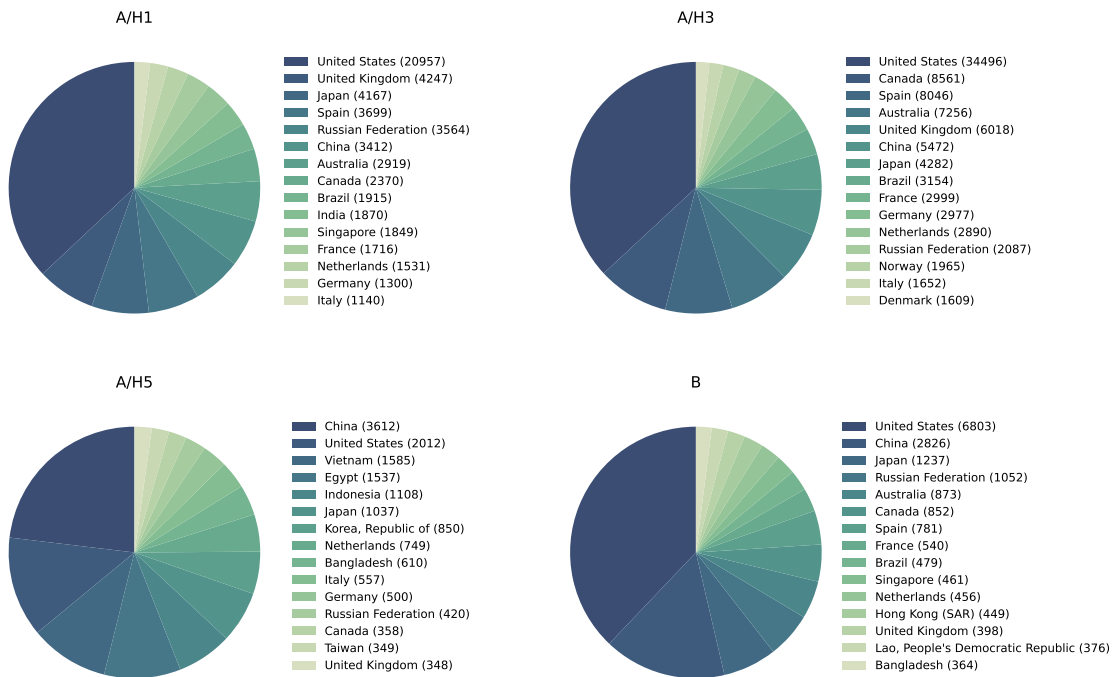 A/H1
United States (20957)
United Kingdom (4247)
Japan (4167)
Spain (3699)
Russian Federation (3564)
China (3412)
Australia (2919)
Canada (2370)
Brazil (1915)
India (1870)
Singapore (1849)
France (1716)
Netherlands (1531)
Germany (1300)
Italy (1140)
A/H3
United States (34496)
Canada (8561)
Spain (8046)
Australia (7256)
United Kingdom (6018)
China (5472)
Japan (4282)
Brazil (3154)
France (2999)
Germany (2977)
Netherlands (2890)
Russian Federation (2087)
Norway (1965)
Italy (1652)
Denmark (1609)
A/H5
China (3612)
United States (2012)
Vietnam (1585)
Egypt (1537)
Indonesia (1108)
Japan (1037)
Korea, Republic of (850)
Netherlands (749)
Bangladesh (610)
Italy (557)
Germany (500)
Russian Federation (420)
Canada (358)
Taiwan (349)
United Kingdom (348)
B
United States (6803)
China (2826)
Japan (1237)
Russian Federation (1052)
Australia (873)
Canada (852)
Spain (781)
France (540)
Brazil (479)
Singapore (461)
Netherlands (456)
Hong Kong (SAR) (449)
United Kingdom (398)
Lao, People's Democratic Republic (376)
Bangladesh (364)